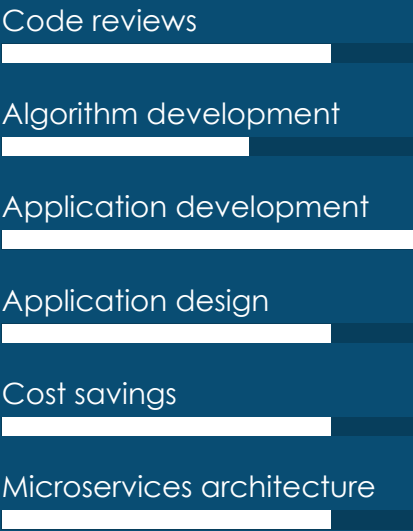 Code reviews
Algorithm development
Application development
Application design
Cost savings
Microservices architecture